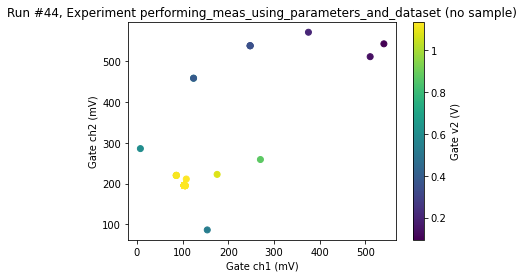 Run #44, Experiment performing_meas_using_parameters_and_dataset (no sample)
500
400
300
200
100
Gate ch2 (mV)
0 100 200 300 400 500
Gate ch1 (mV)
1
0.8
0.6
0.4
0.2
Gate v2 (V)